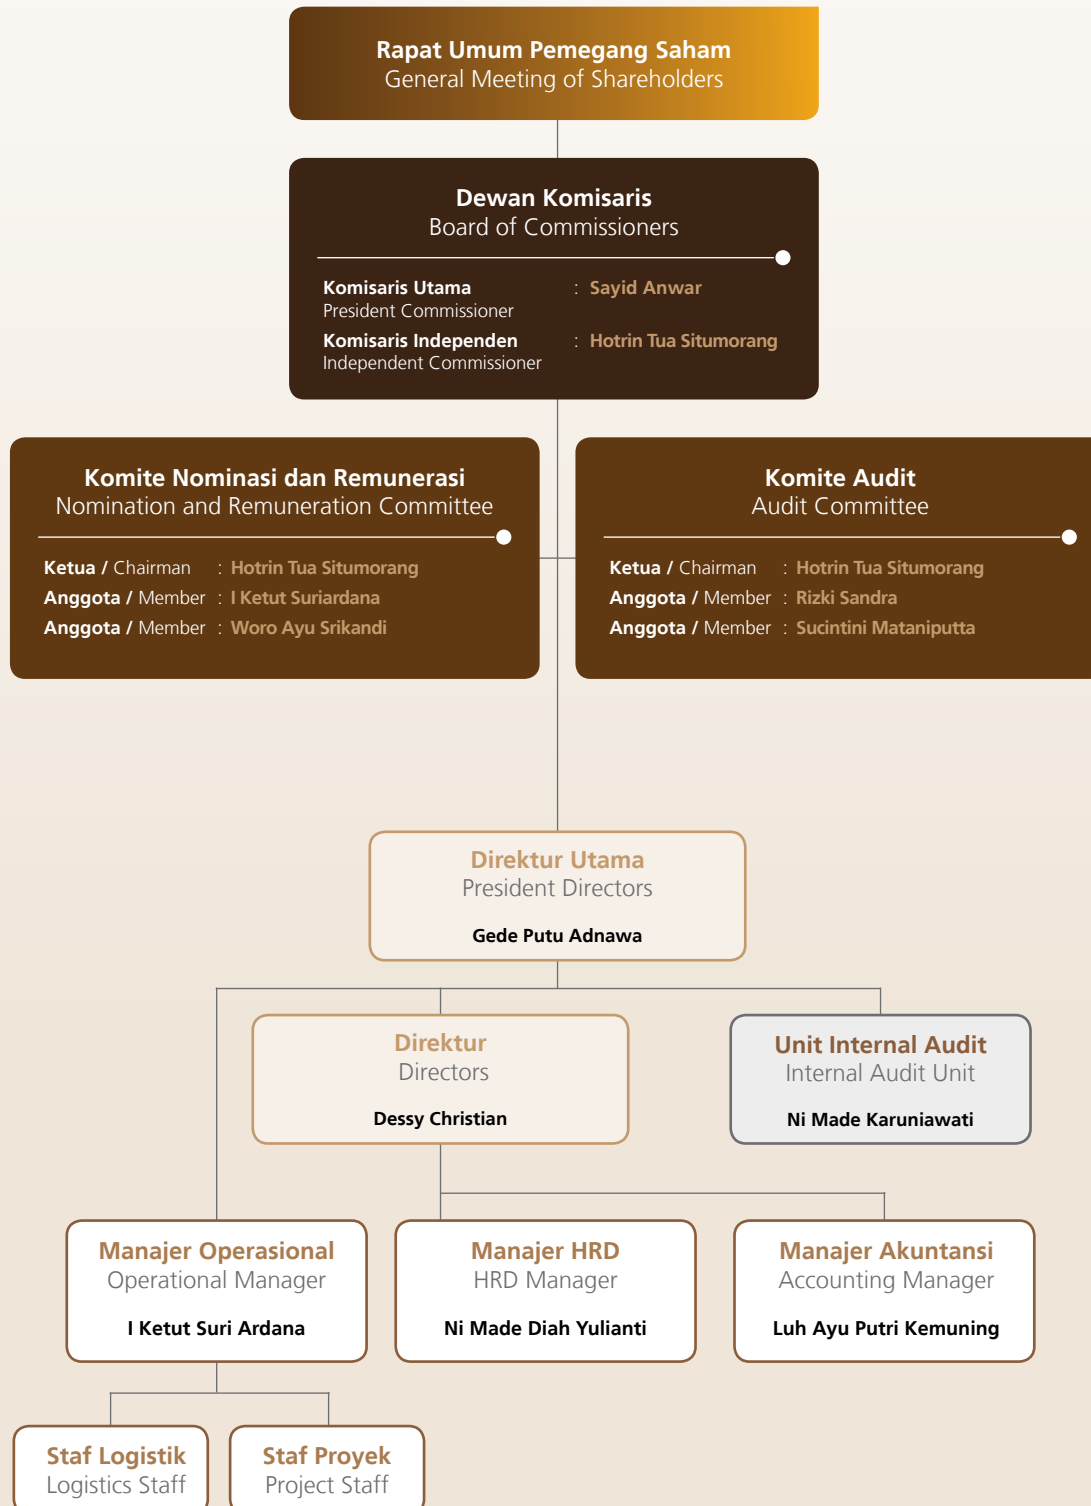 Rapat Umum Pemegang Saham
General Meeting of Shareholders
Dewan Komisaris
Board of Commissioners
Komisaris Utama : Sayid Anwar
President Commissioner
Komisaris Independen : Hotrin Tua Situmorang
Independent Commissioner
Komite Nominasi dan Remunerasi
Nomination and Remuneration Committee
Ketua / Chairman : Hotrin Tua Situmorang
Anggota / Member : I Ketut Suriardana
Anggota / Member : Woro Ayu Srikandi
Komite Audit
Audit Committee
Ketua / Chairman : Hotrin Tua Situmorang
Anggota / Member : Rizki Sandra
Anggota / Member : Sucintini Mataniputta
Direktur Utama
President Directors
Gede Putu Adnawa
Direktur
Directors
Dessy Christian
Unit Internal Audit
Internal Audit Unit
Ni Made Karuniawati
Manajer Operasional
Operational Manager
I Ketut Suri Ardana
Manajer HRD
HRD Manager
Ni Made Diah Yulianti
Manajer Akuntansi
Accounting Manager
Luh Ayu Putri Kemuning
Staf Logistik
Logistics Staff
Staf Proyek
Project Staff